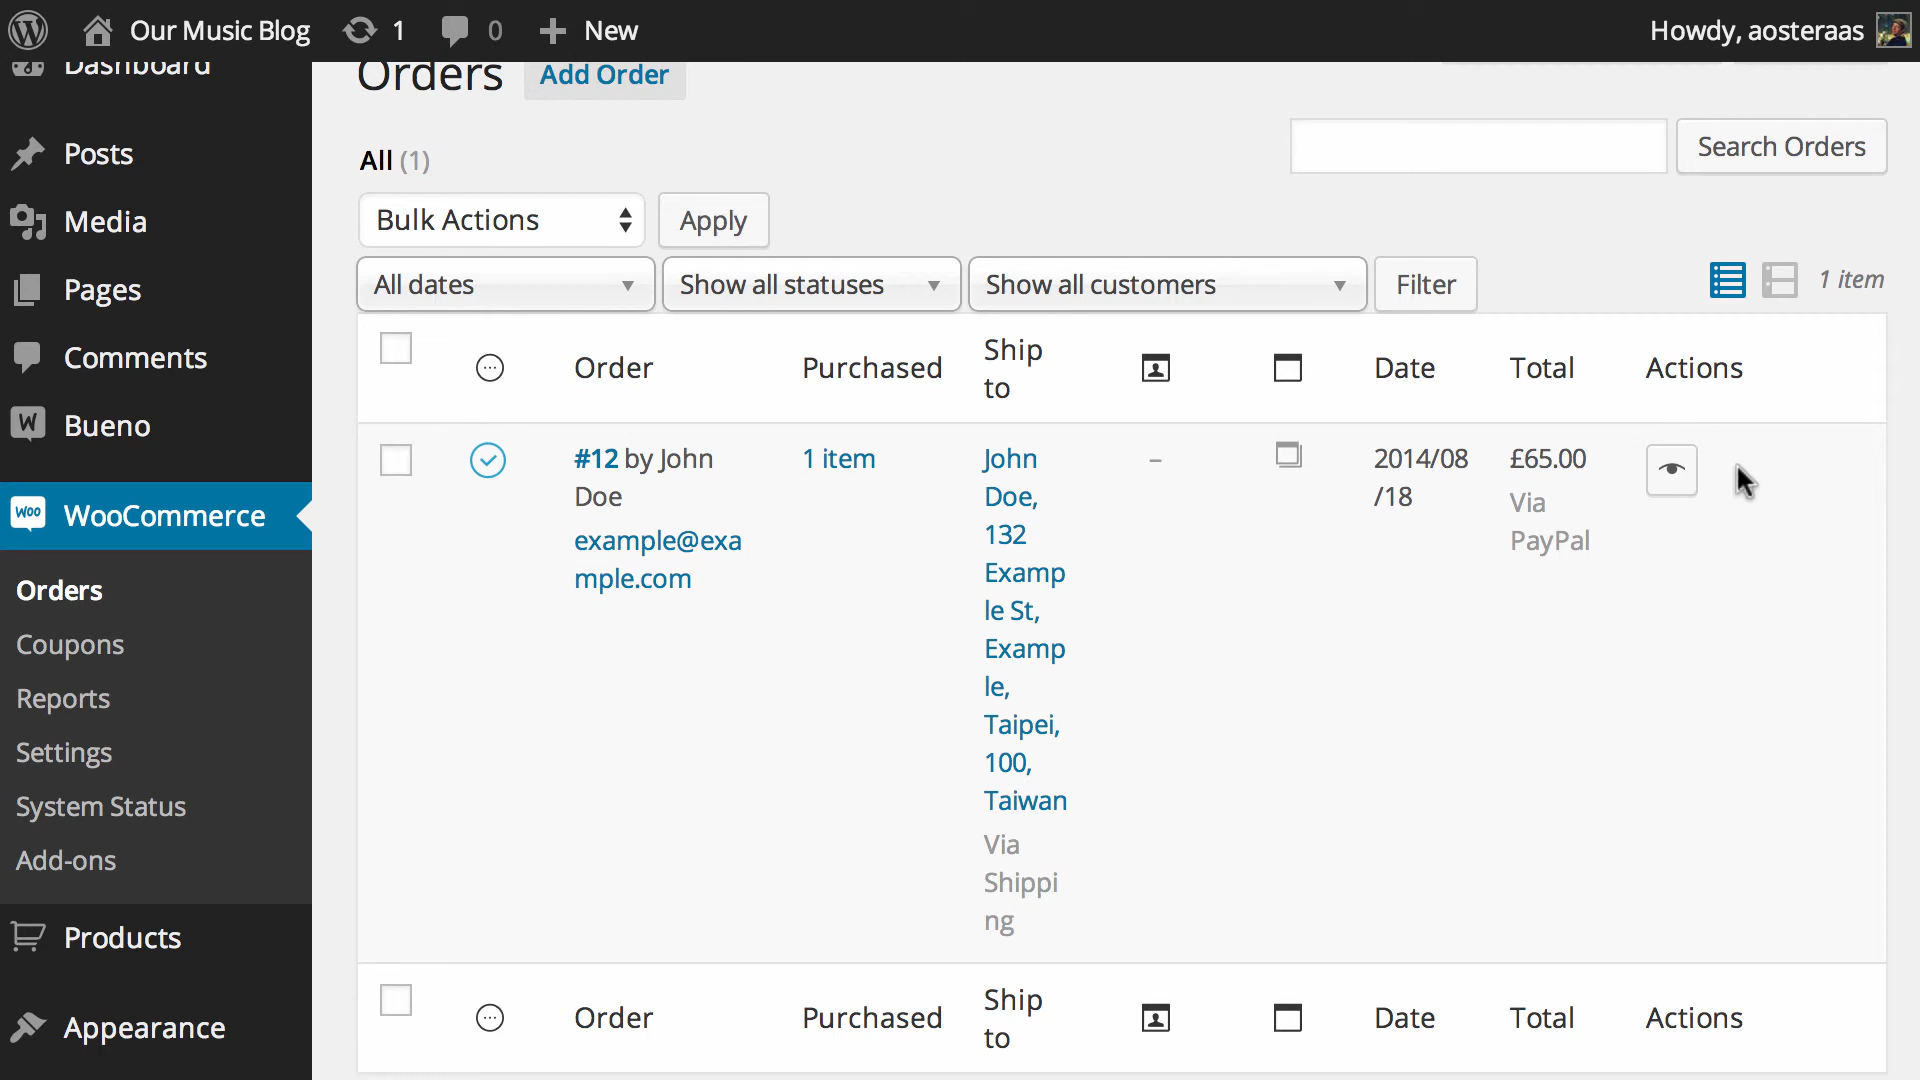 Our Music Blog 1 0 New Howdy, aosteraas
Dashboard
Posts
Media
Pages
Comments
Bueno
WooCommerce
Orders
Coupons
Reports
Settings
System Status
Add-ons
Products
Appearance
Orders Add Order
All (1)
Search Orders
Bulk Actions Apply
All dates Show all statuses Show all customers Filter 1 item
Order Purchased Ship to Date Total Actions
#12 by John
Doe
example@exa
mple.com
1 item
John
Doe,
132
Examp
le St,
Examp
le,
Taipei,
100,
Taiwan
Via
Shippi
ng
–
2014/08
/18
£65.00
Via
PayPal
Order Purchased Ship to Date Total Actions